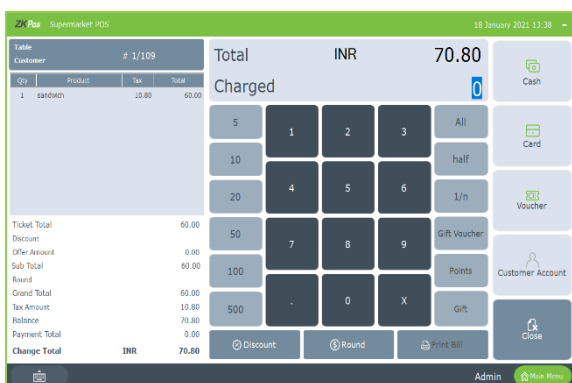 ZKPos Supermarket POS 18 January 2021 13:38
Table
Customer
# 1/109
Qty Product Tax Total
1 sandwich 10.80 60.00
Ticket Total 60.00
Discount
Offer Amount 0.00
Sub Total 60.00
Round
Grand Total 60.00
Tax Amount 10.80
Balance 70.80
Payment Total 0.00
Change Total INR 70.80
Total INR 70.80
Charged 0
5 1 2 3 All
10 half
20 4 5 6 1/n
50 7 8 9 Gift Voucher
100 Points
500 . 0 X Gift
Discount Round Print Bill
Cash
Card
Voucher
Customer Account
Close
Admin Main Menu